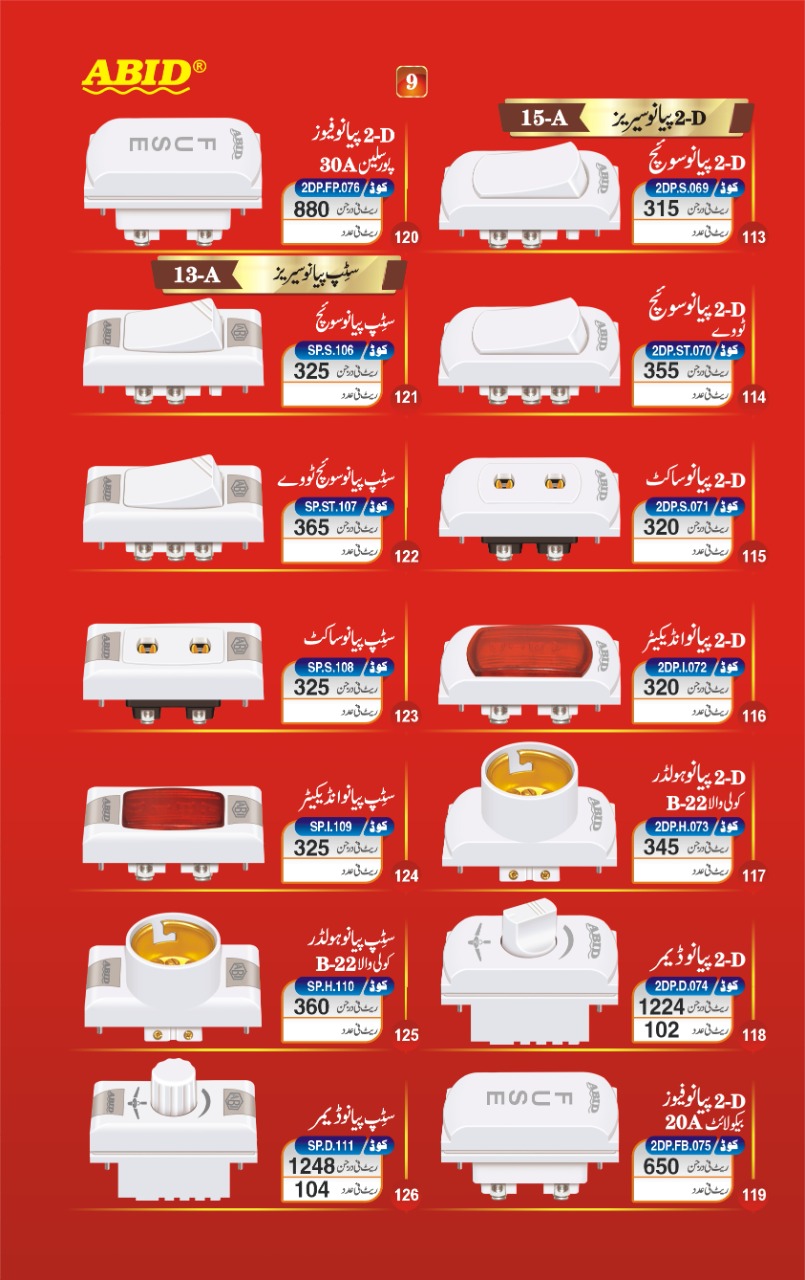 ABID®
9
2-D پیانو سیریز 15-A
2-D پیانو سوئچ
کوڈ / 2DP.S.069
ریٹ فی درجن 315
ریٹ فی عدد
113
2-D پیانو سوئچ
ٹووے
کوڈ / 2DP.ST.070
ریٹ فی درجن 355
ریٹ فی عدد
114
2-D پیانو ساکٹ
کوڈ / 2DP.S.071
ریٹ فی درجن 320
ریٹ فی عدد
115
2-D پیانو انڈیکیٹر
کوڈ / 2DP.I.072
ریٹ فی درجن 320
ریٹ فی عدد
116
2-D پیانو ہولڈر
کولی والا B-22
کوڈ / 2DP.H.073
ریٹ فی درجن 345
ریٹ فی عدد
117
2-D پیانو ڈیمر
کوڈ / 2DP.D.074
ریٹ فی درجن 1224
ریٹ فی عدد 102
118
FUSE
2-D پیانو فیوز
بیکولائٹ 20A
کوڈ / 2DP.FB.075
ریٹ فی درجن 650
ریٹ فی عدد
119
FUSE
2-D پیانو فیوز
پورسلین 30A
کوڈ / 2DP.FP.076
ریٹ فی درجن 880
ریٹ فی عدد
120
سٹپ پیانو سیریز 13-A
سٹپ پیانو سوئچ
کوڈ / SP.S.106
ریٹ فی درجن 325
ریٹ فی عدد
121
سٹپ پیانو سوئچ ٹووے
کوڈ / SP.ST.107
ریٹ فی درجن 365
ریٹ فی عدد
122
سٹپ پیانو ساکٹ
کوڈ / SP.S.108
ریٹ فی درجن 325
ریٹ فی عدد
123
سٹپ پیانو انڈیکیٹر
کوڈ / SP.I.109
ریٹ فی درجن 325
ریٹ فی عدد
124
سٹپ پیانو ہولڈر
کولی والا B-22
کوڈ / SP.H.110
ریٹ فی درجن 360
ریٹ فی عدد
125
سٹپ پیانو ڈیمر
کوڈ / SP.D.111
ریٹ فی درجن 1248
ریٹ فی عدد 104
126